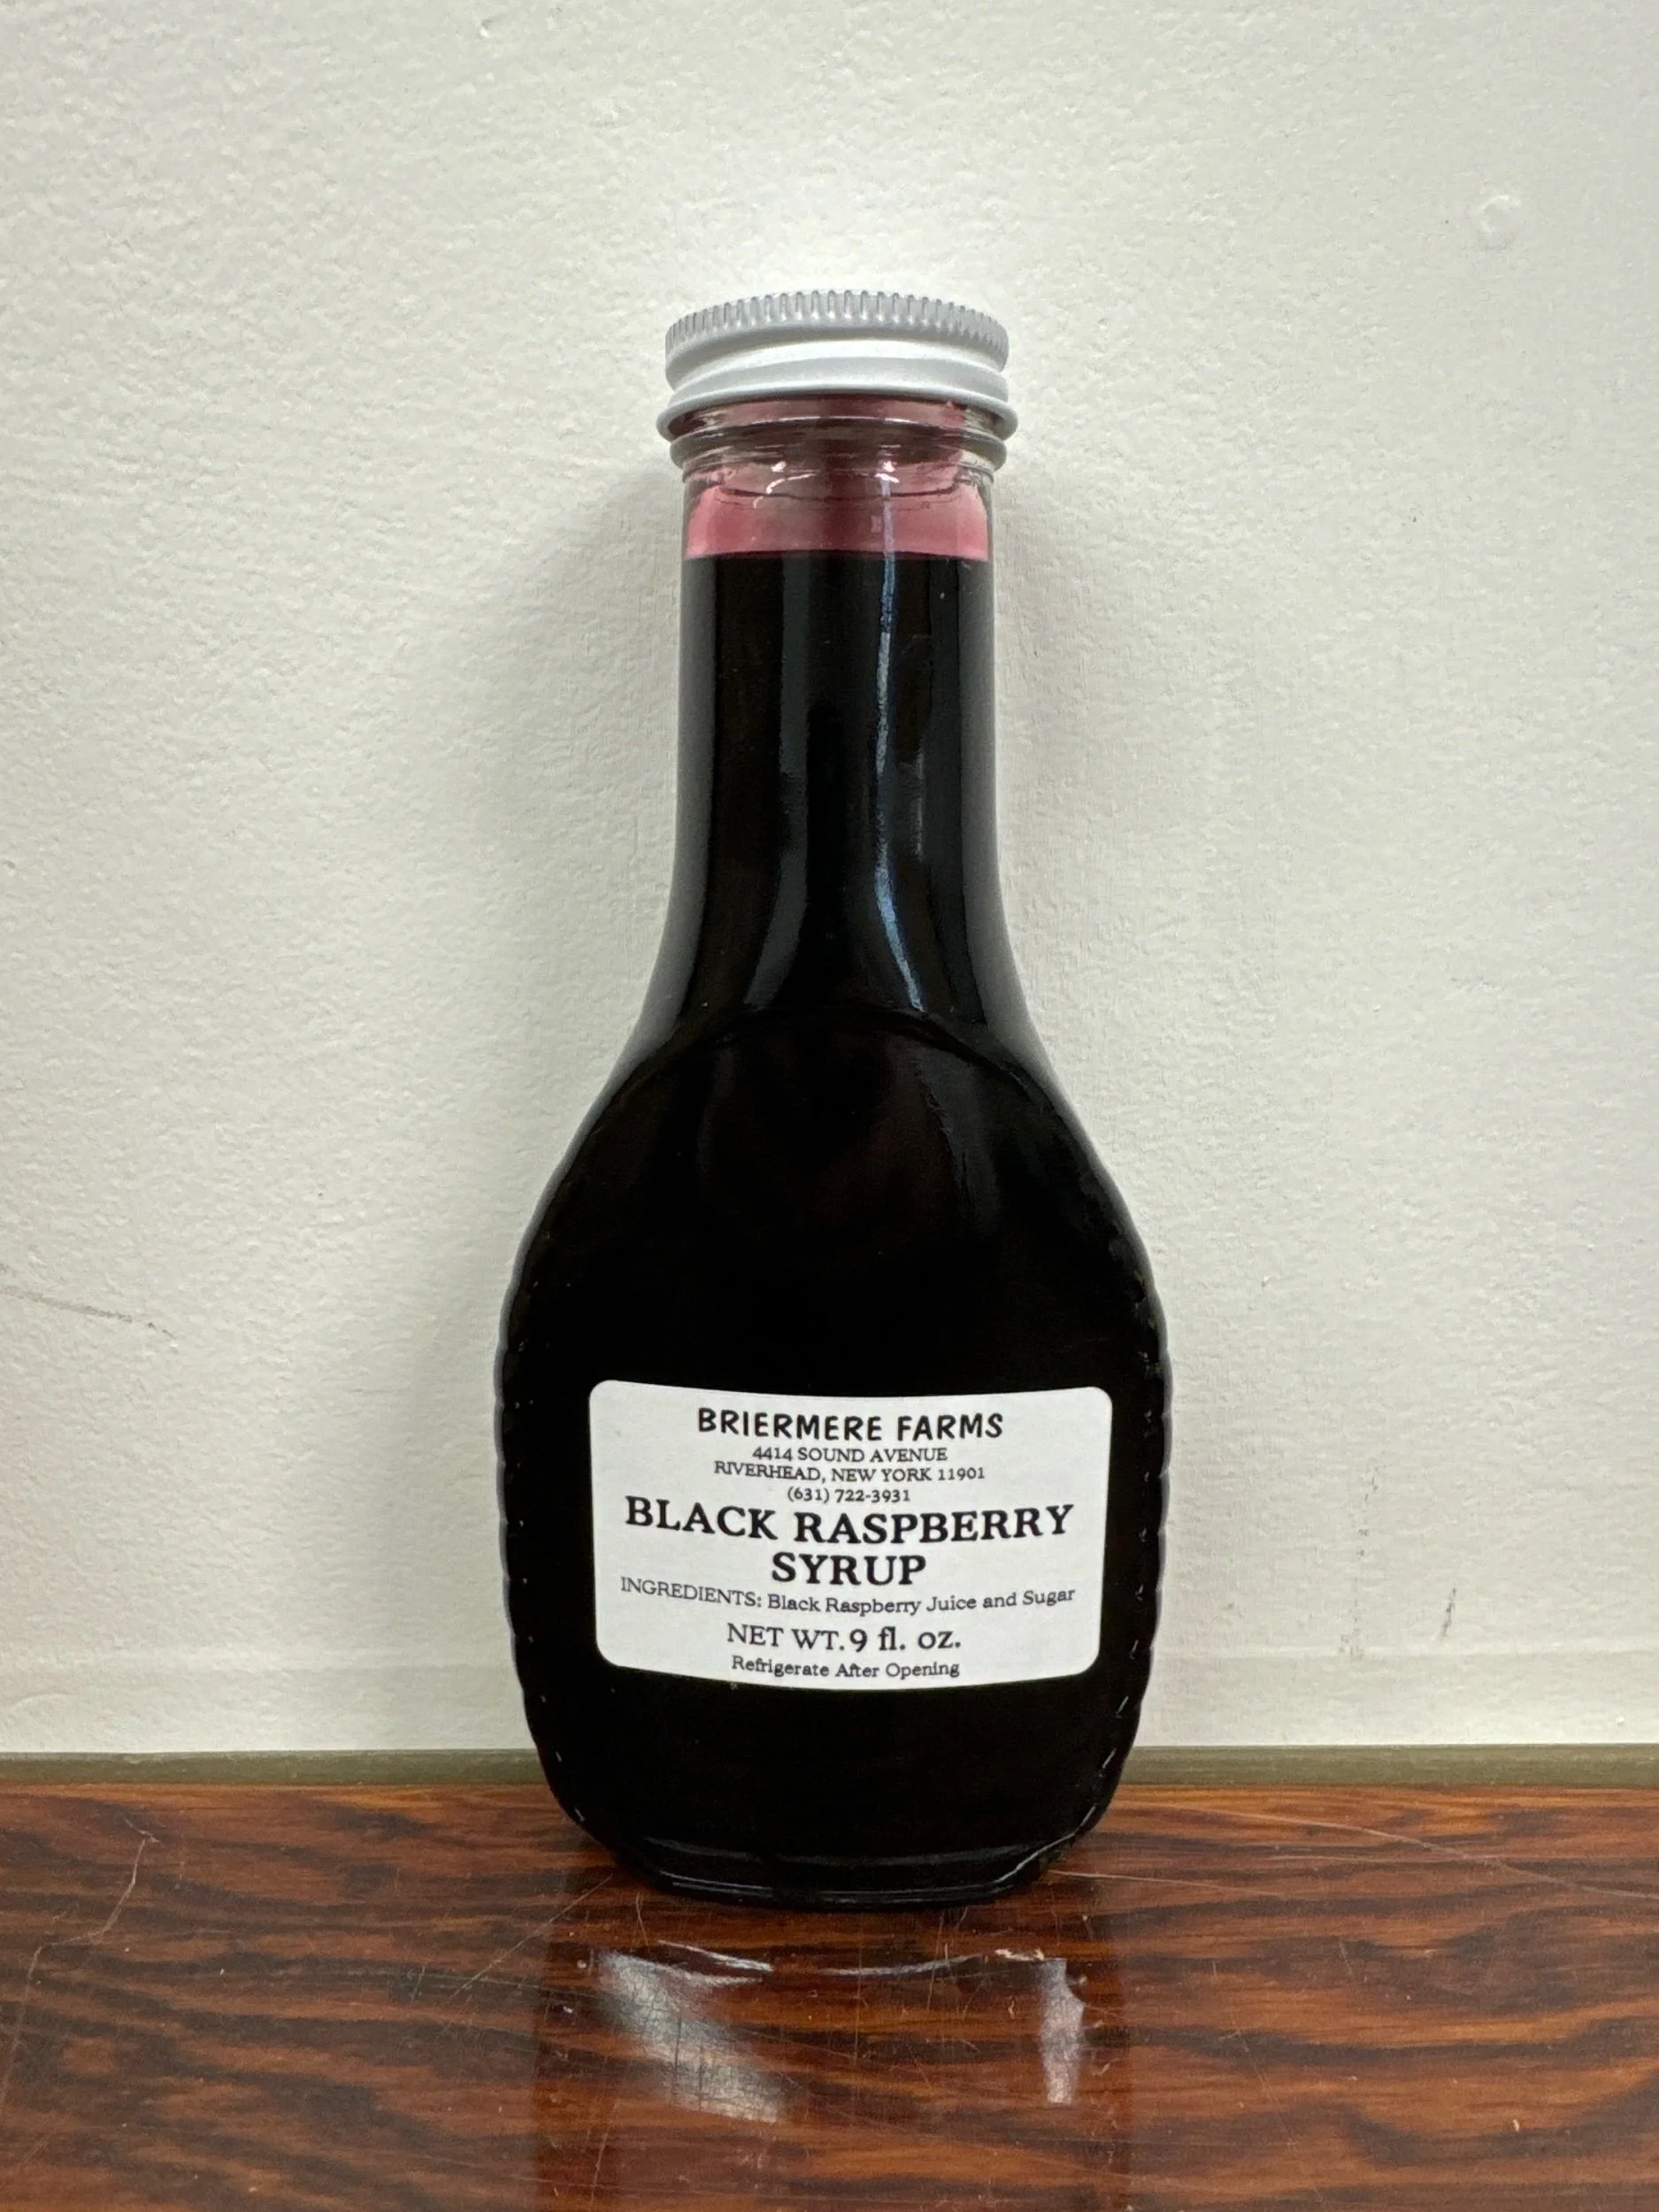 BRIERMERE FARMS
4414 SOUND AVENUE
RIVERHEAD, NEW YORK 11901
(631) 722-3931
BLACK RASPBERRY
SYRUP
INGREDIENTS: Black Raspberry Juice and Sugar
NET WT. 9 fl. oz.
Refrigerate After Opening